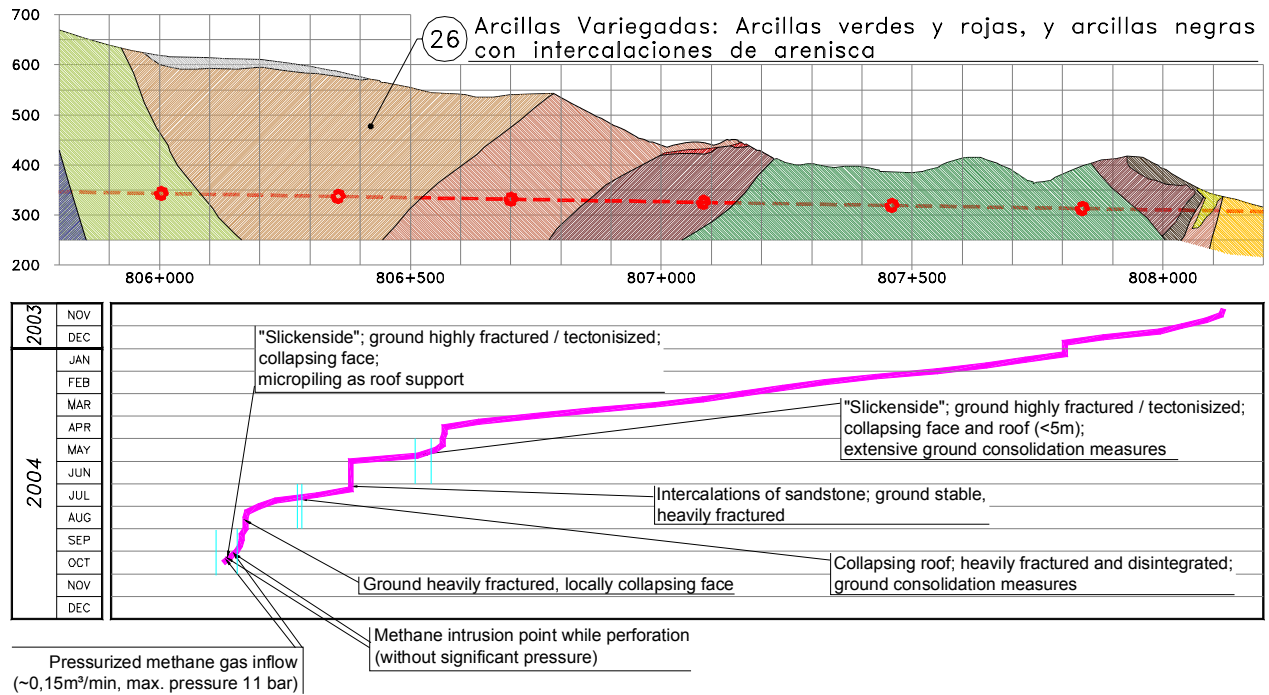 700
26 Arcillas Variegadas: Arcillas verdes y rojas, y arcillas negras
con intercalaciones de arenisca
600
500
400
300
200
806+000 806+500 807+000 807+500 808+000
2003
NOV
DEC
2004
JAN
FEB
MAR
APR
MAY
JUN
JUL
AUG
SEP
OCT
NOV
DEC
"Slickenside"; ground highly fractured / tectonisized;
collapsing face;
micropiling as roof support
"Slickenside"; ground highly fractured / tectonisized;
collapsing face and roof (<5m);
extensive ground consolidation measures
Intercalations of sandstone; ground stable,
heavily fractured
Collapsing roof; heavily fractured and disintegrated;
ground consolidation measures
Ground heavily fractured, locally collapsing face
Methane intrusion point while perforation
(without significant pressure)
Pressurized methane gas inflow
(~0,15m³/min, max. pressure 11 bar)